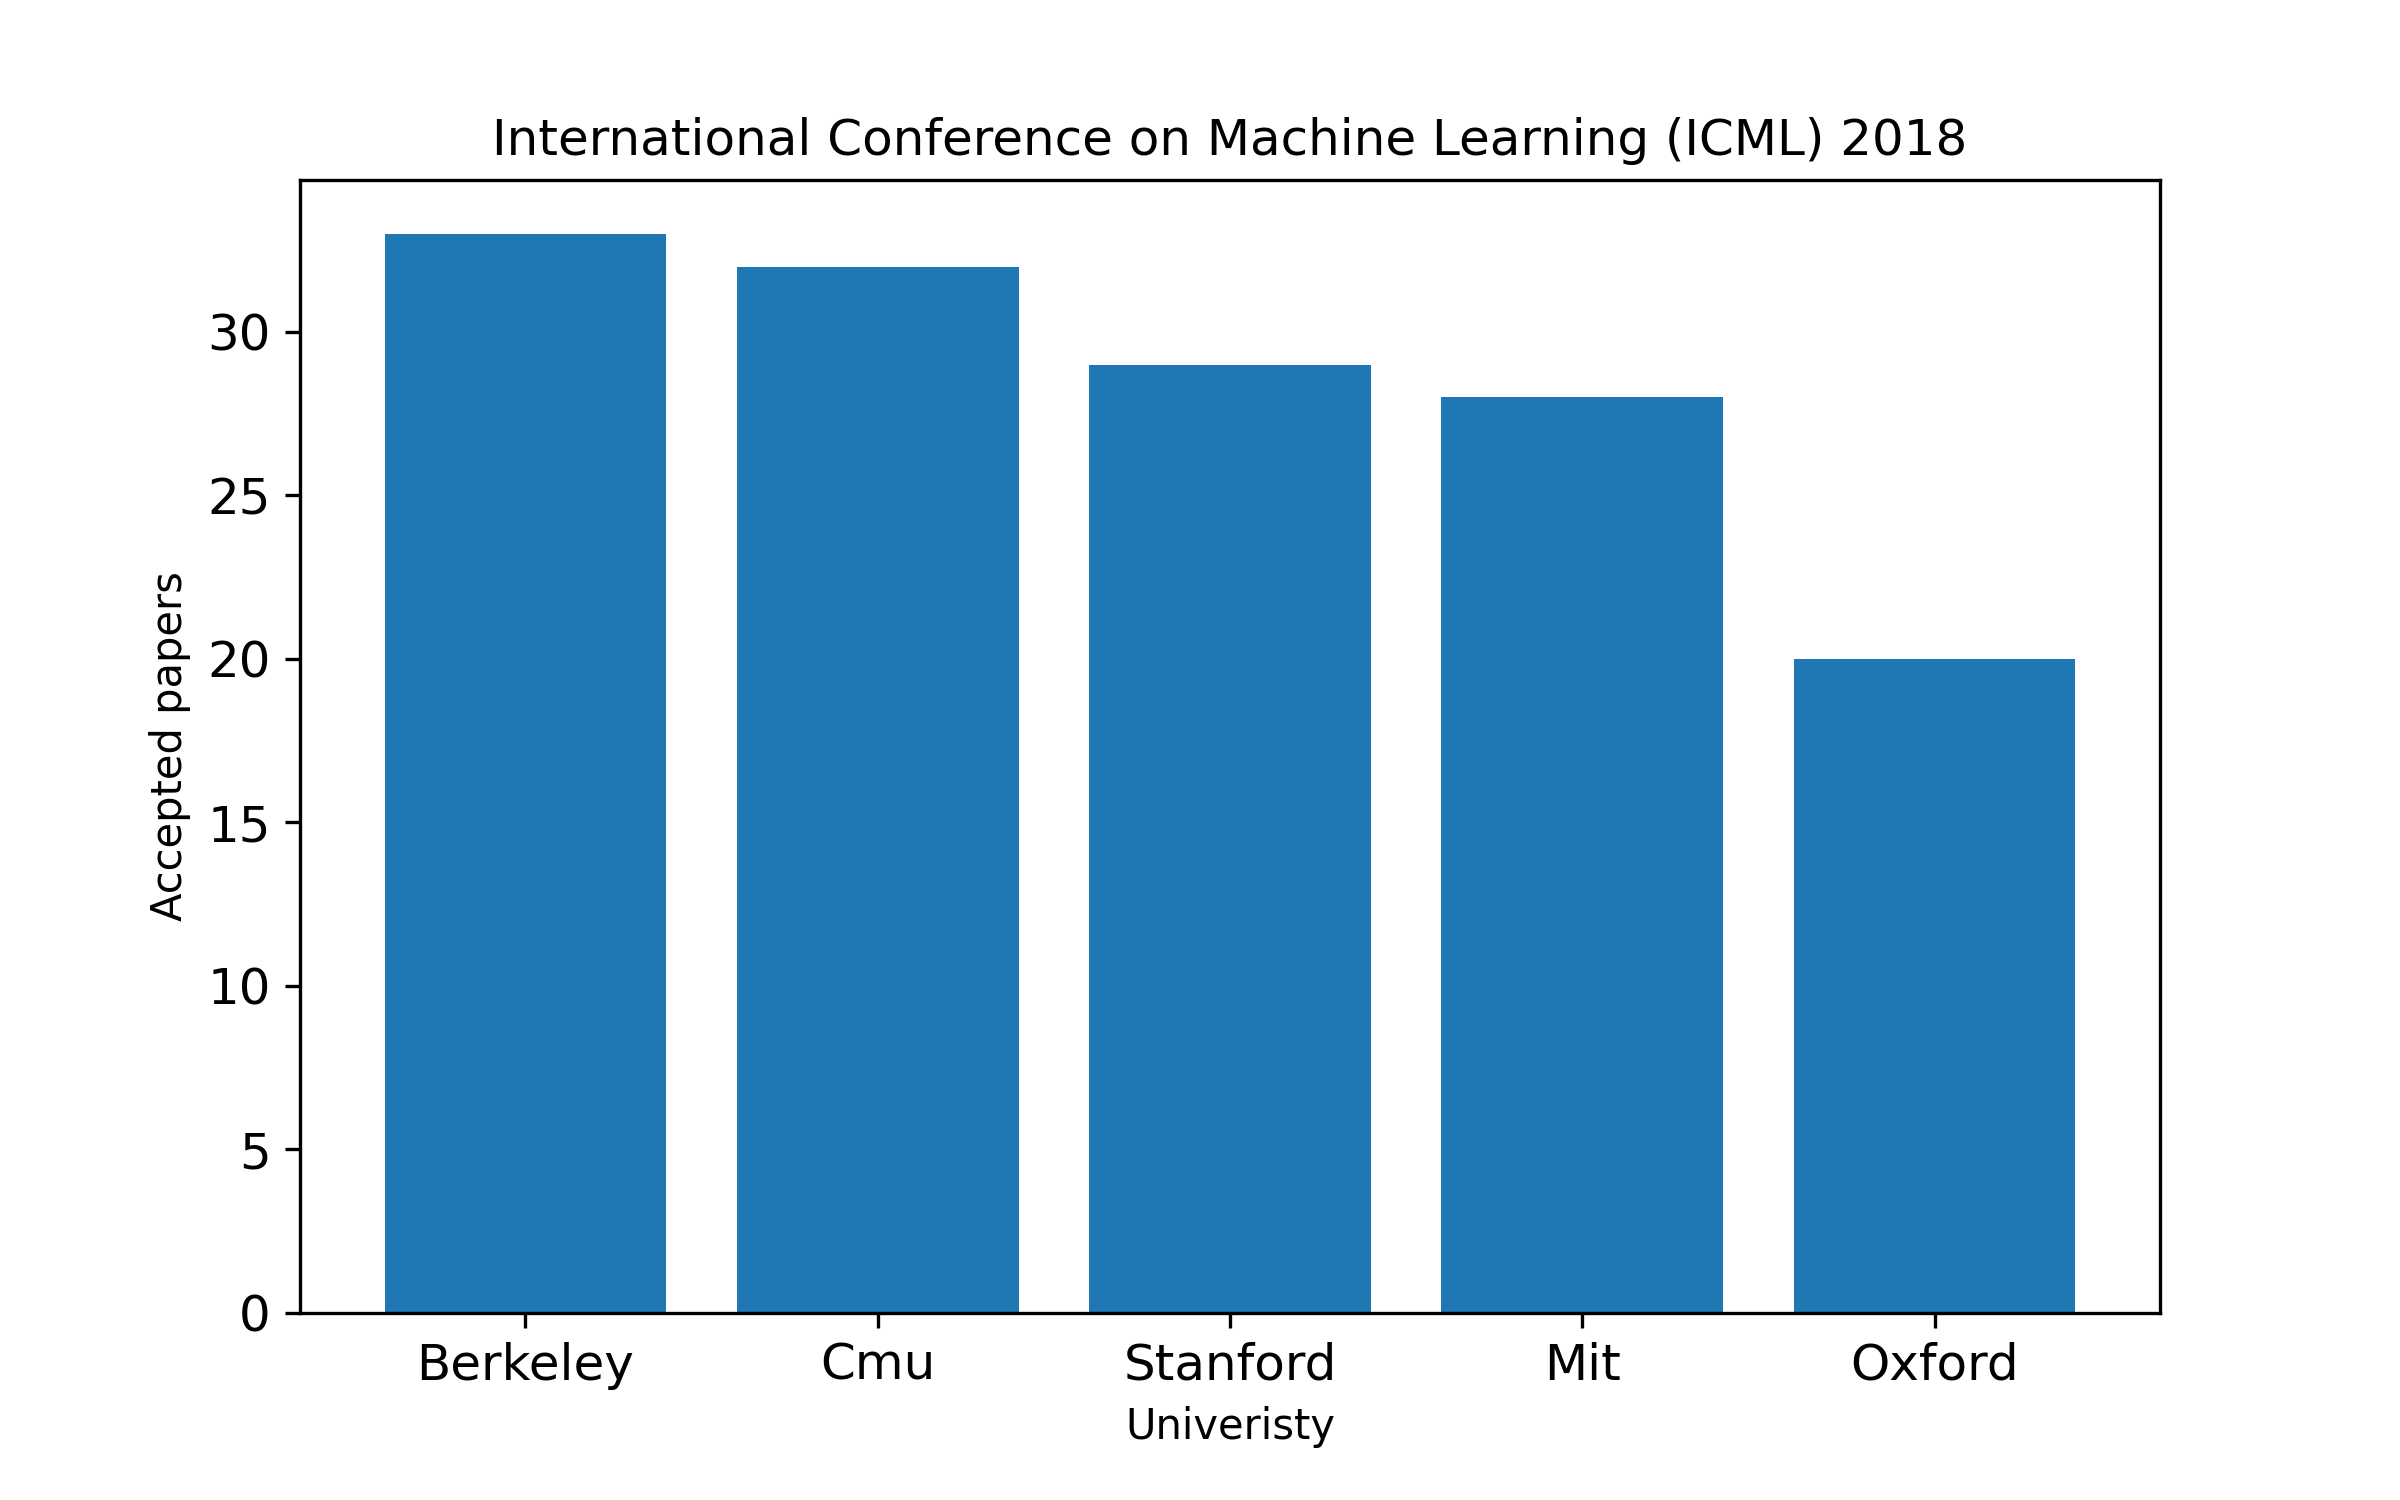 International Conference on Machine Learning (ICML) 2018
Accepted papers
30
25
20
15
10
5
0
Berkeley Cmu Stanford Mit Oxford
Univeristy